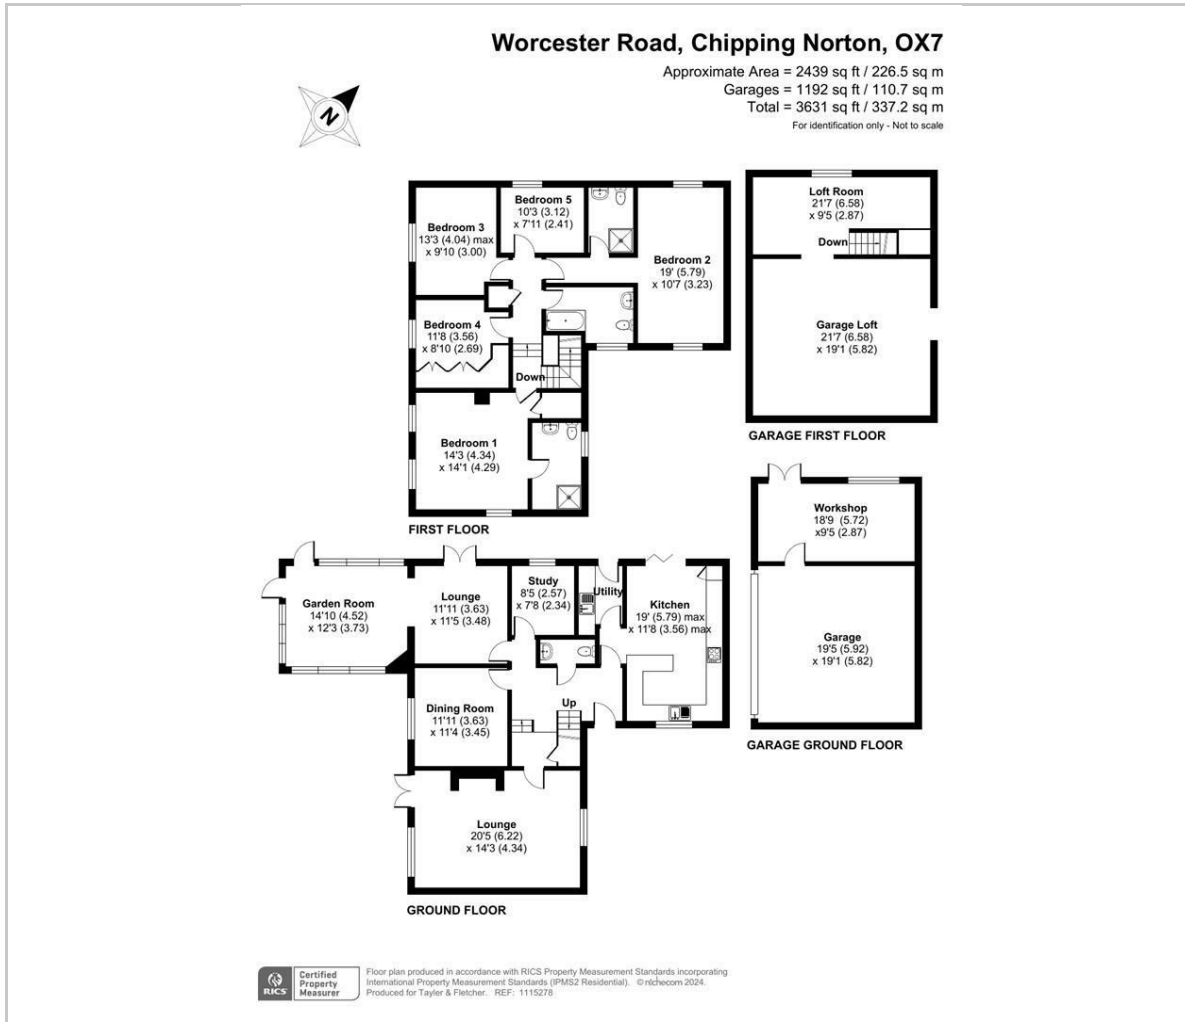 Worcester Road, Chipping Norton, OX7
Approximate Area = 2439 sq ft / 226.5 sq m
Garages = 1192 sq ft / 110.7 sq m
Total = 3631 sq ft / 337.2 sq m
For identification only - Not to scale
N
Bedroom 5
10'3 (3.12)
x 7'11 (2.41)
Bedroom 3
13'3 (4.04) max
x 9'10 (3.00)
Bedroom 2
19' (5.79)
x 10'7 (3.23)
Bedroom 4
11'8 (3.56)
x 8'10 (2.69)
Down
Bedroom 1
14'3 (4.34)
x 14'1 (4.29)
FIRST FLOOR
Loft Room
21'7 (6.58)
x 9'5 (2.87)
Down
Garage Loft
21'7 (6.58)
x 19'1 (5.82)
GARAGE FIRST FLOOR
Workshop
18'9 (5.72)
x9'5 (2.87)
Garage
19'5 (5.92)
x 19'1 (5.82)
GARAGE GROUND FLOOR
Garden Room
14'10 (4.52)
x 12'3 (3.73)
Lounge
11'11 (3.63)
x 11'5 (3.48)
Study
8'5 (2.57)
x 7'8 (2.34)
Utility
Kitchen
19' (5.79) max
x 11'8 (3.56) max
Dining Room
11'11 (3.63)
x 11'4 (3.45)
Up
Lounge
20'5 (6.22)
x 14'3 (4.34)
GROUND FLOOR
RICS
Certified
Property
Measurer
Floor plan produced in accordance with RICS Property Measurement Standards incorporating
International Property Measurement Standards (IPMS2 Residential). © nichecom 2024.
Produced for Tayler & Fletcher. REF: 1115278